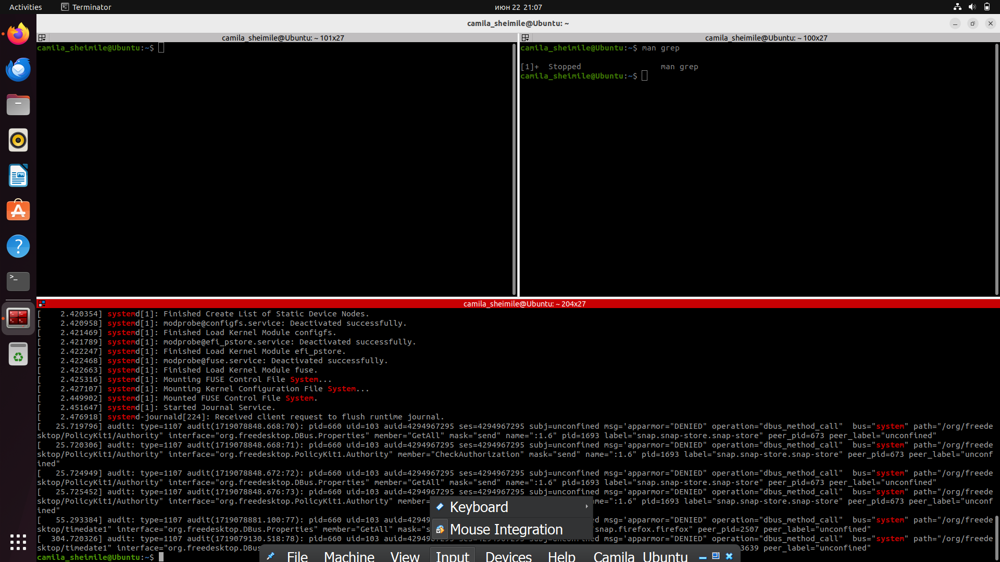 Activities Terminator июн 22 21:07
camila_sheimile@Ubuntu: ~
camila_sheimile@Ubuntu: ~ 101x27
camila_sheimile@Ubuntu:~$
camila_sheimile@Ubuntu: ~ 100x27
camila_sheimile@Ubuntu:~$ man grep
[1]+  Stopped                 man grep
camila_sheimile@Ubuntu:~$
camila_sheimile@Ubuntu: ~ 204x27
[    2.420354] systemd[1]: Finished Create List of Static Device Nodes.
[    2.420958] systemd[1]: modprobe@configfs.service: Deactivated successfully.
[    2.421469] systemd[1]: Finished Load Kernel Module configfs.
[    2.421789] systemd[1]: modprobe@efi_pstore.service: Deactivated successfully.
[    2.422247] systemd[1]: Finished Load Kernel Module efi_pstore.
[    2.422468] systemd[1]: modprobe@fuse.service: Deactivated successfully.
[    2.422663] systemd[1]: Finished Load Kernel Module fuse.
[    2.425316] systemd[1]: Mounting FUSE Control File System...
[    2.427107] systemd[1]: Mounting Kernel Configuration File System...
[    2.449902] systemd[1]: Mounted FUSE Control File System.
[    2.451647] systemd[1]: Started Journal Service.
[    2.476918] systemd-journald[224]: Received client request to flush runtime journal.
[   25.719796] audit: type=1107 audit(1719078848.668:70): pid=660 uid=103 auid=4294967295 ses=4294967295 subj=unconfined msg='apparmor="DENIED" operation="dbus_method_call"  bus="system" path="/org/freede
sktop/PolicyKit1/Authority" interface="org.freedesktop.DBus.Properties" member="GetAll" mask="send" name=":1.6" pid=1693 label="snap.snap-store.snap-store" peer_pid=673 peer_label="unconfined"
[   25.720306] audit: type=1107 audit(1719078848.668:71): pid=660 uid=103 auid=4294967295 ses=4294967295 subj=unconfined msg='apparmor="DENIED" operation="dbus_method_call"  bus="system" path="/org/freede
sktop/PolicyKit1/Authority" interface="org.freedesktop.PolicyKit1.Authority" member="CheckAuthorization" mask="send" name=":1.6" pid=1693 label="snap.snap-store.snap-store" peer_pid=673 peer_label="unconf
ined"
[   25.724949] audit: type=1107 audit(1719078848.672:72): pid=660 uid=103 auid=4294967295 ses=4294967295 subj=unconfined msg='apparmor="DENIED" operation="dbus_method_call"  bus="system" path="/org/freede
sktop/PolicyKit1/Authority" interface="org.freedesktop.DBus.Properties" member="GetAll" mask="send" name=":1.6" pid=1693 label="snap.snap-store.snap-store" peer_pid=673 peer_label="unconfined"
[   25.725452] audit: type=1107 audit(1719078848.676:73): pid=660 uid=103 auid=4294967295 ses=4294967295 subj=unconfined msg='apparmor="DENIED" operation="dbus_method_call"  bus="system" path="/org/freede
sktop/PolicyKit1/Authority" interface="org.freedesktop.PolicyKit1.Authority" member= me=":1.6" pid=1693 label="snap.snap-store.snap-store" peer_pid=673 peer_label="unconf
ined"
[   55.293384] audit: type=1107 audit(1719078881.100:77): pid=660 uid=103 auid=4294 d msg='apparmor="DENIED" operation="dbus_method_call"  bus="system" path="/org/freede
sktop/timedate1" interface="org.freedesktop.DBus.Properties" member="GetAll" mask="s snap.firefox.firefox" peer_pid=2507 peer_label="unconfined"
[  304.720326] audit: type=1107 audit(1719079130.518:78): pid=660 uid=103 auid=4294967295 ses=4294967295 subj=unconfined msg='apparmor="DENIED" operation="dbus_method_call"  bus="system" path="/org/freede
sktop/timedate1" interface="org.freedesktop.DBus 3639 peer_label="unconfined"
camila_sheimile@Ubuntu:~$
Keyboard
Mouse Integration
File Machine View Input Devices Help Camila_Ubuntu